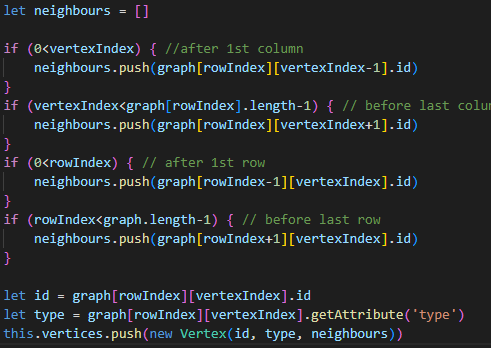 let neighbours = []

if (0<vertexIndex) { //after 1st column
    neighbours.push(graph[rowIndex][vertexIndex-1].id)
}
if (vertexIndex<graph[rowIndex].length-1) { // before last colu
    neighbours.push(graph[rowIndex][vertexIndex+1].id)
}
if (0<rowIndex) { // after 1st row
    neighbours.push(graph[rowIndex-1][vertexIndex].id)
}
if (rowIndex<graph.length-1) { // before last row
    neighbours.push(graph[rowIndex+1][vertexIndex].id)
}

let id = graph[rowIndex][vertexIndex].id
let type = graph[rowIndex][vertexIndex].getAttribute('type')
this.vertices.push(new Vertex(id, type, neighbours))